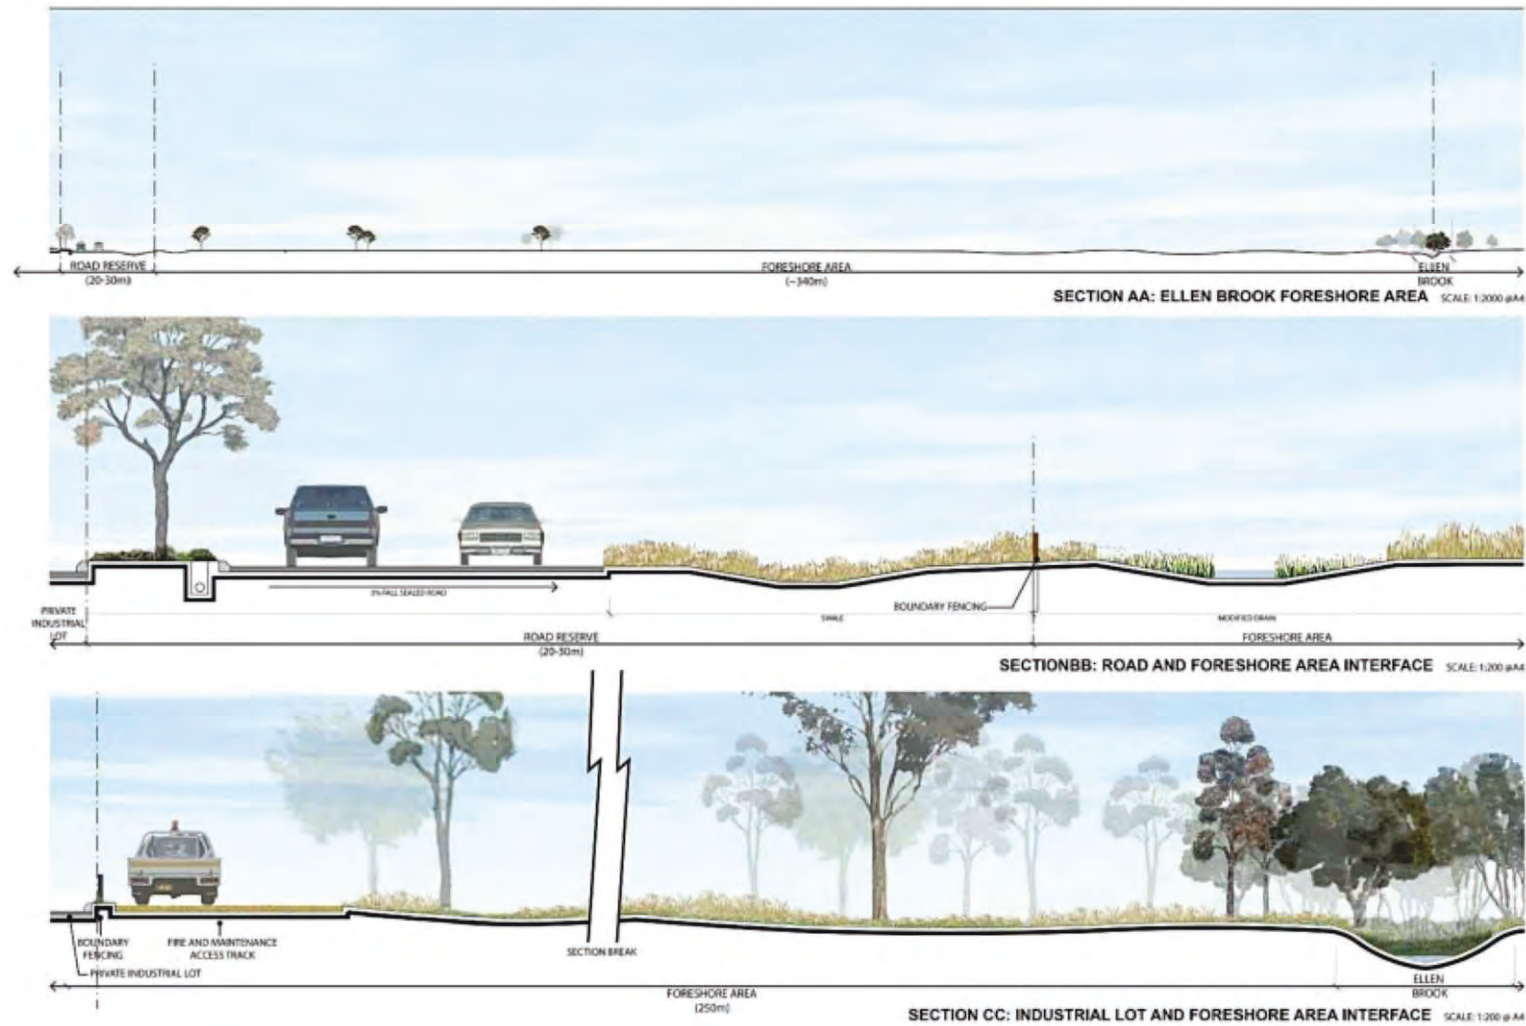 ROAD RESERVE
(20-30m)
FORESHORE AREA
(~340m)
ELLEN
BROOK
SECTION AA: ELLEN BROOK FORESHORE AREA SCALE: 1:2000 @A4
3% FALL SEALED ROAD
BOUNDARY FENCING
PRIVATE
INDUSTRIAL
LOT
SWALE
MODIFIED DRAIN
ROAD RESERVE
(20-30m)
FORESHORE AREA
SECTIONBB: ROAD AND FORESHORE AREA INTERFACE SCALE: 1:200 @A4
BOUNDARY
FENCING
FIRE AND MAINTENANCE
ACCESS TRACK
SECTION BREAK
PRIVATE INDUSTRIAL LOT
ELLEN
BROOK
FORESHORE AREA
(250m)
SECTION CC: INDUSTRIAL LOT AND FORESHORE AREA INTERFACE SCALE: 1:200 @ A4